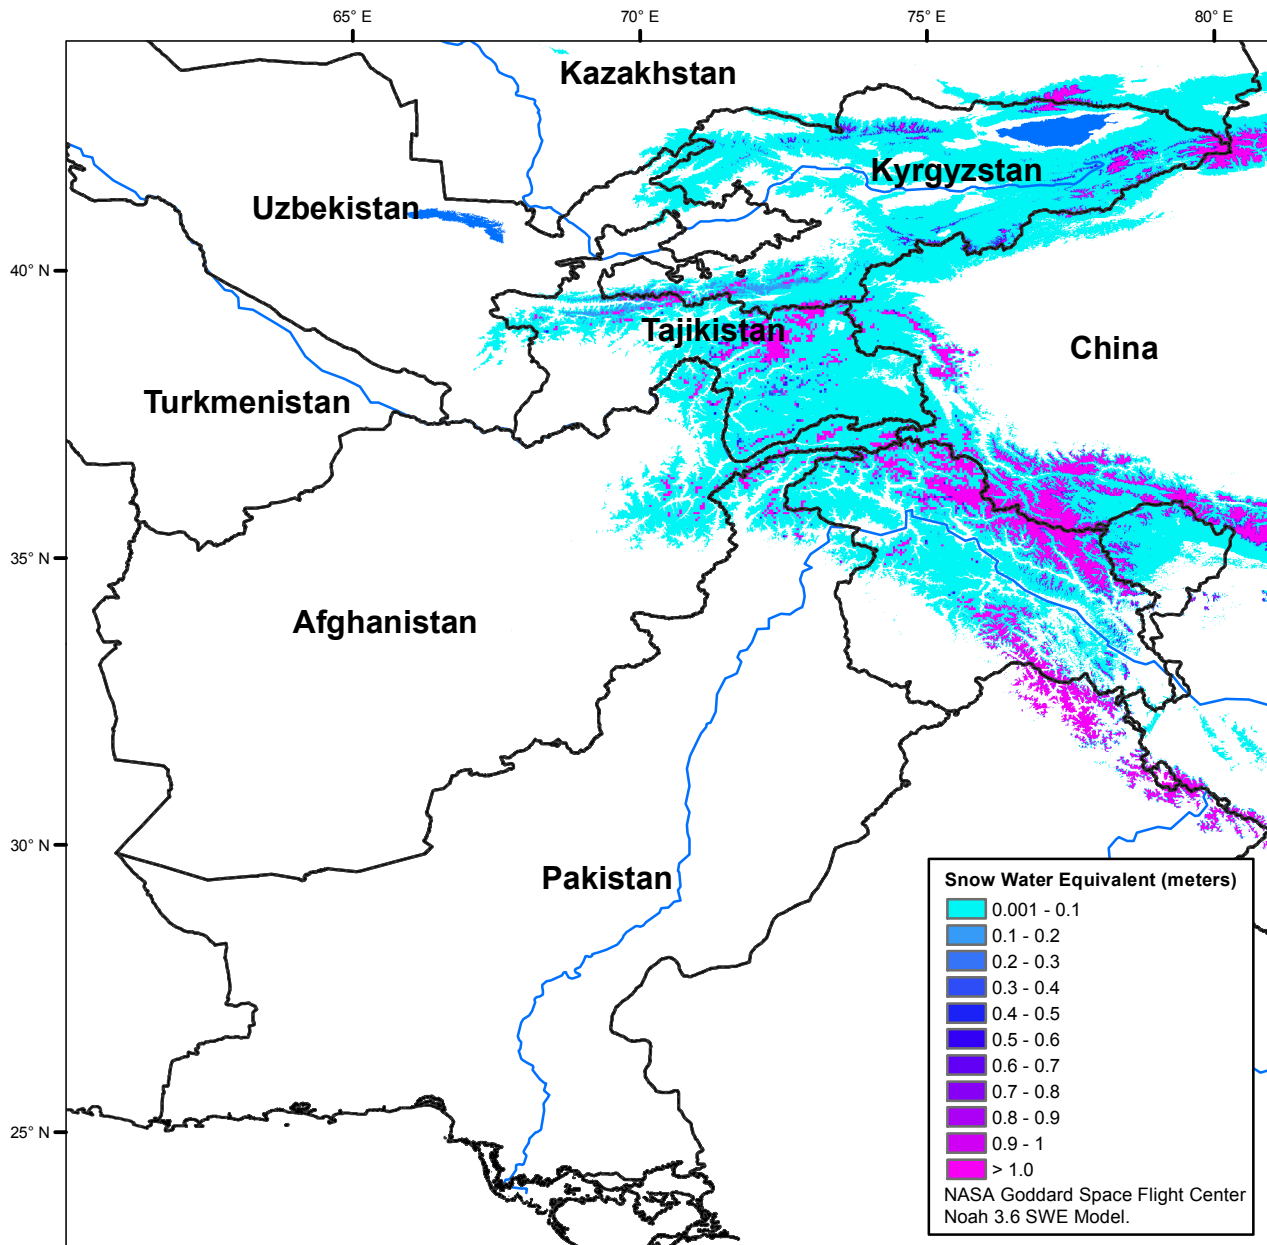 65° E
70° E
75° E
80° E
Kazakhstan
Kyrgyzstan
Uzbekistan
40° N
Tajikistan
China
Turkmenistan
35° N
Afghanistan
30° N
Pakistan
25° N
Snow Water Equivalent (meters)
0.001 - 0.1
0.1 - 0.2
0.2 - 0.3
0.3 - 0.4
0.4 - 0.5
0.5 - 0.6
0.6 - 0.7
0.7 - 0.8
0.8 - 0.9
0.9 - 1
> 1.0
NASA Goddard Space Flight Center
Noah 3.6 SWE Model.